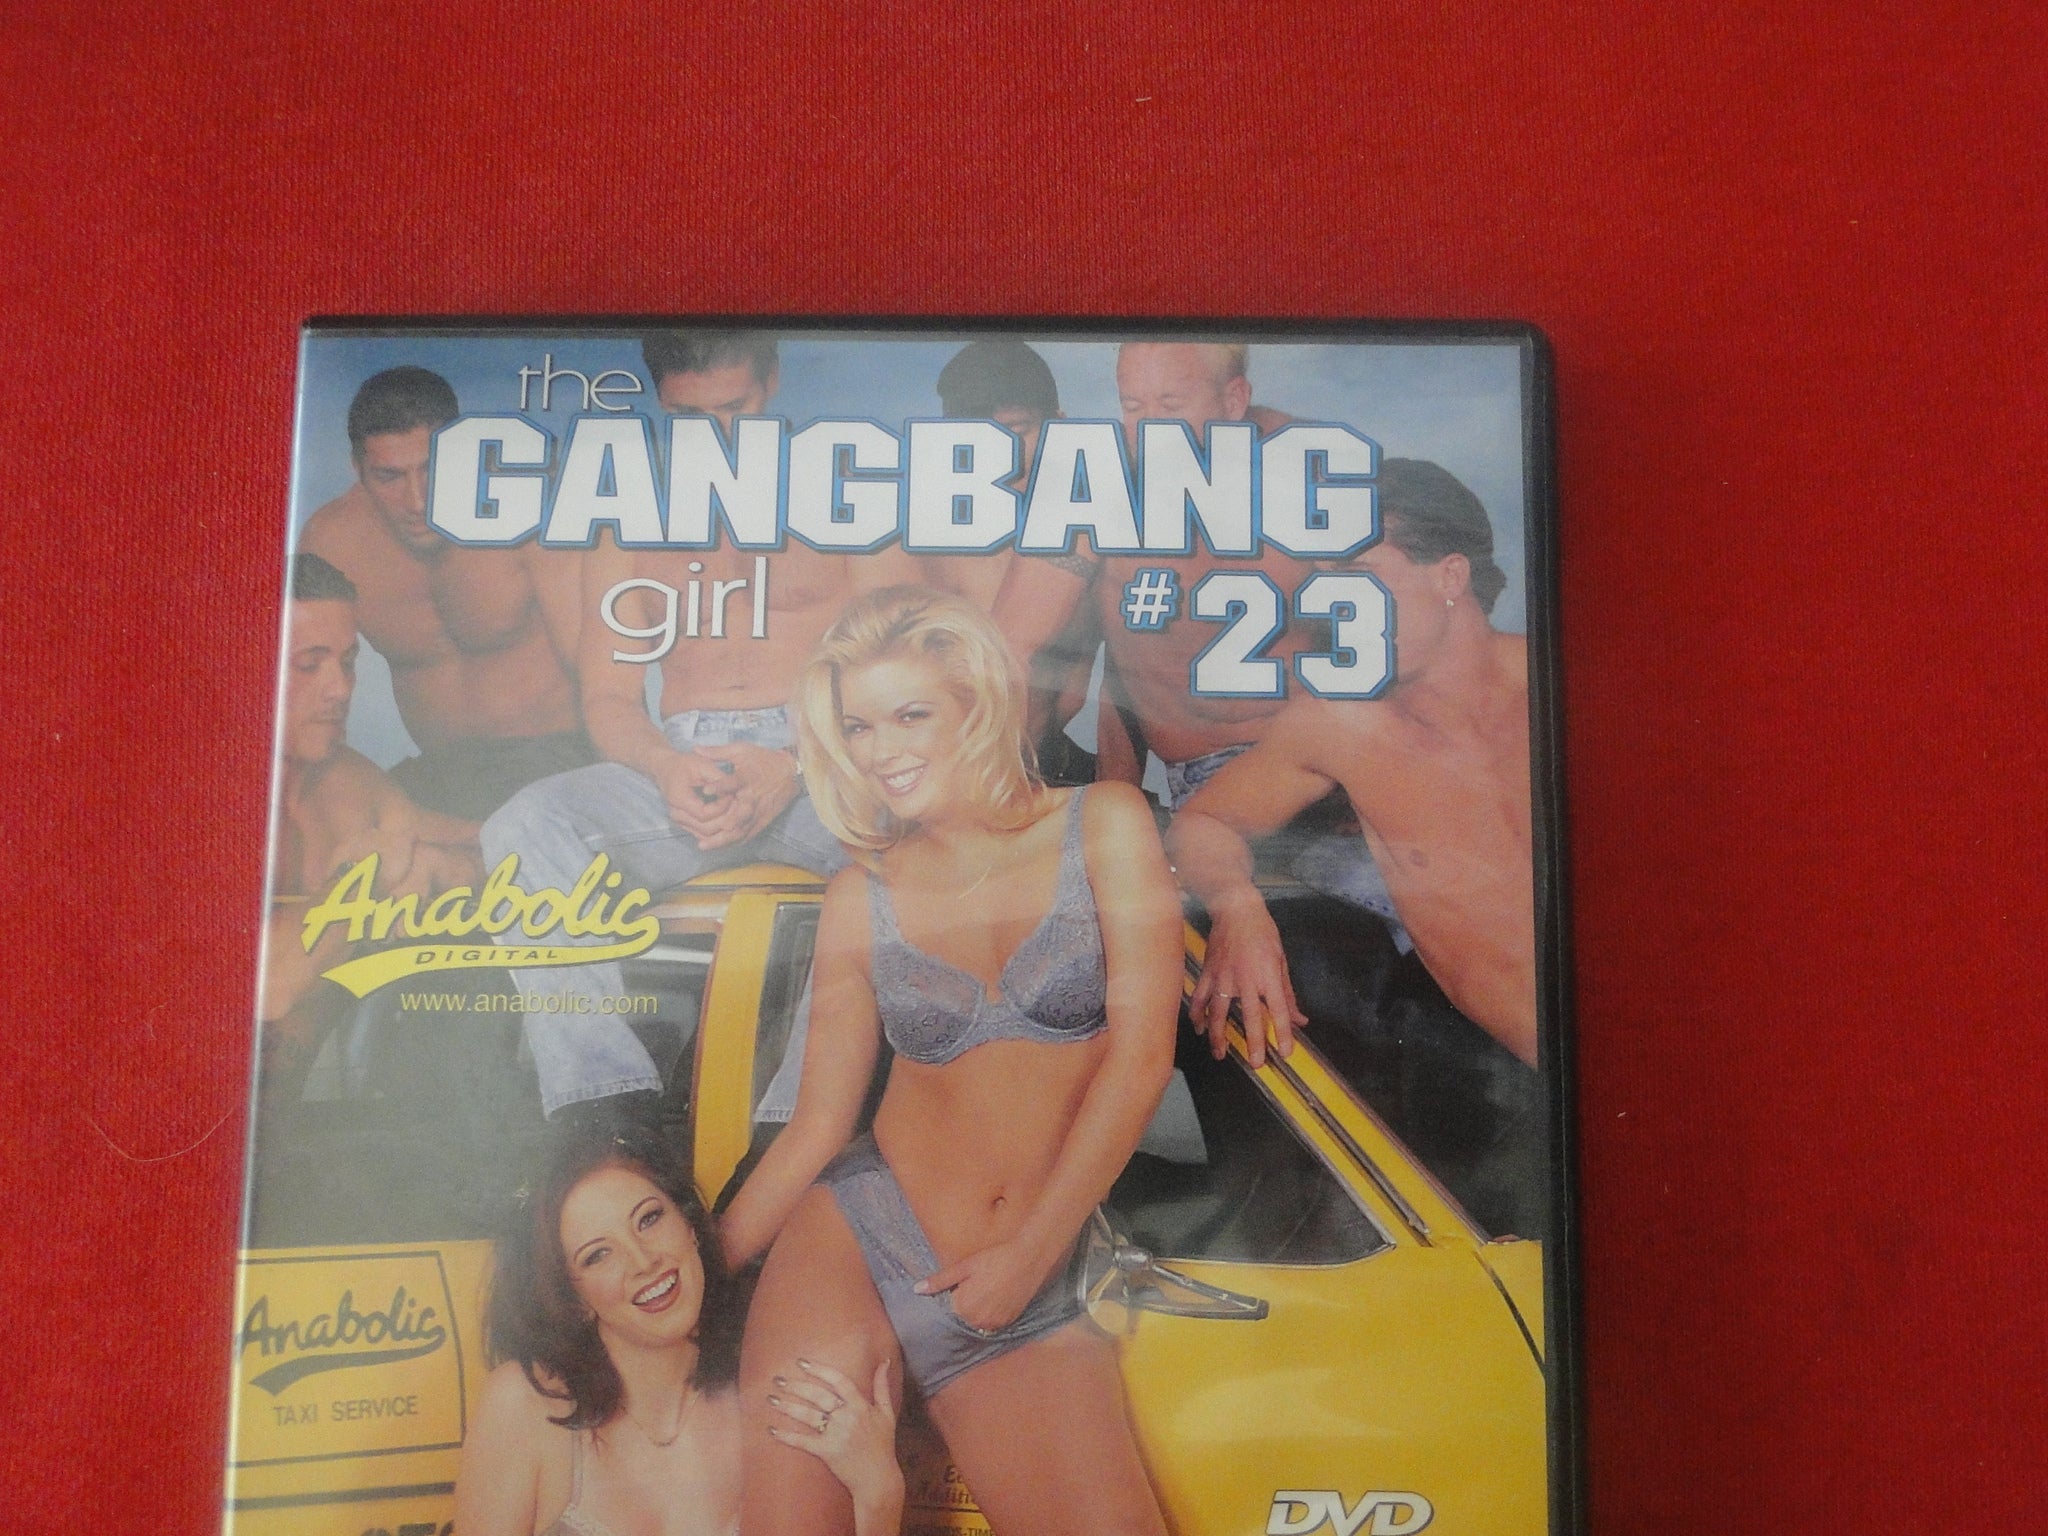 the
GANGBANG
girl #23
Anabolic
DIGITAL
www.anabolic.com
Anabolic
TAXI SERVICE
DVD